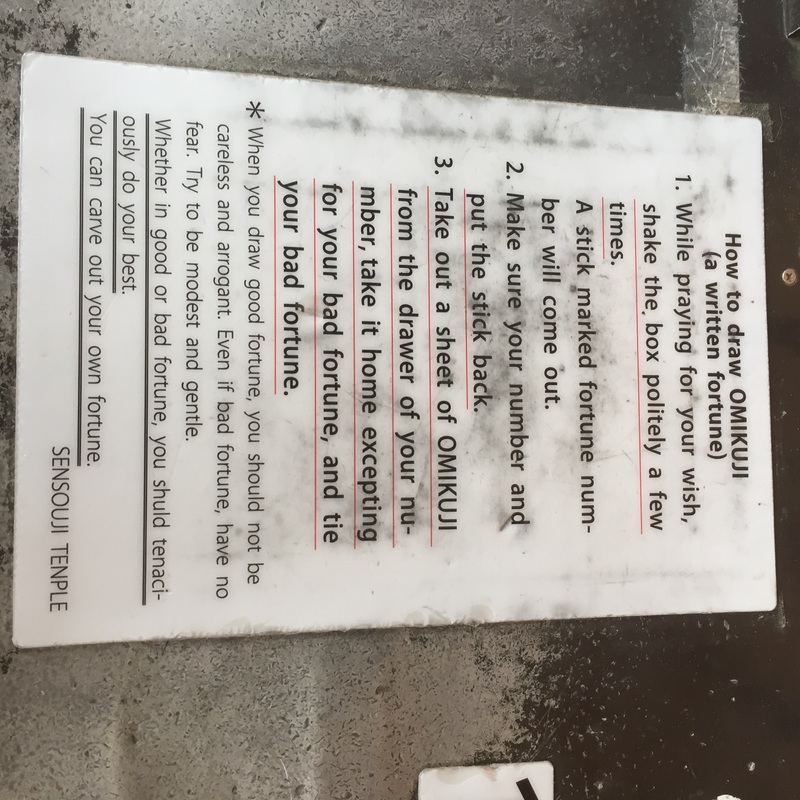 How to draw OMIKUJI
(a written fortune)
1. While praying for your wish,
shake the box politely a few
times.
A stick marked fortune num-
ber will come out.
2. Make sure your number and
put the stick back.
3. Take out a sheet of OMIKUJI
from the drawer of your nu-
mber, take it home excepting
for your bad fortune, and tie
your bad fortune.
* When you draw good fortune, you should not be
careless and arrogant. Even if bad fortune, have no
fear. Try to be modest and gentle.
Whether in good or bad fortune, you shuld tenaci-
ously do your best.
You can carve out your own fortune.
SENSOUJI TENPLE